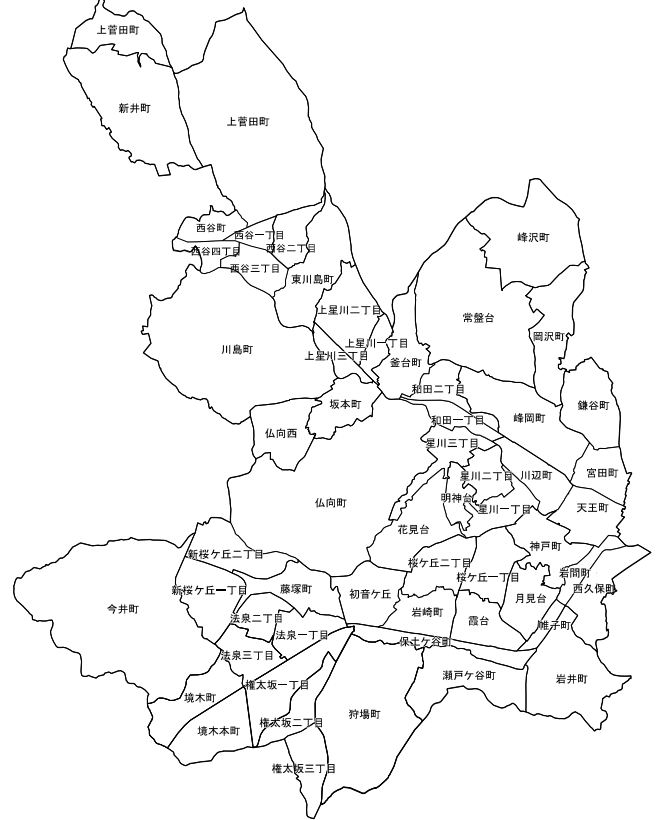 上菅田町
新井町
上菅田町
西谷町
西谷一丁目
西谷四丁目
西谷二丁目
西谷三丁目
東川島町
峰沢町
上星川二丁目
常盤台
岡沢町
川島町
上星川一丁目
上星川三丁目
釜台町
和田二丁目
坂本町
鎌谷町
和田一丁目
峰岡町
仏向西
星川三丁目
星川二丁目
川辺町
宮田町
仏向町
明神台
星川一丁目
天王町
花見台
神戸町
新桜ケ丘二丁目
桜ケ丘二丁目
桜ケ丘一丁目
岩間町
新桜ケ丘一丁目
藤塚町
初音ケ丘
西久保町
今井町
岩崎町
月見台
法泉二丁目
霞台
帷子町
法泉一丁目
保土ケ谷町
法泉三丁目
瀬戸ケ谷町
岩井町
権太坂一丁目
境木町
狩場町
権太坂二丁目
境木本町
権太坂三丁目